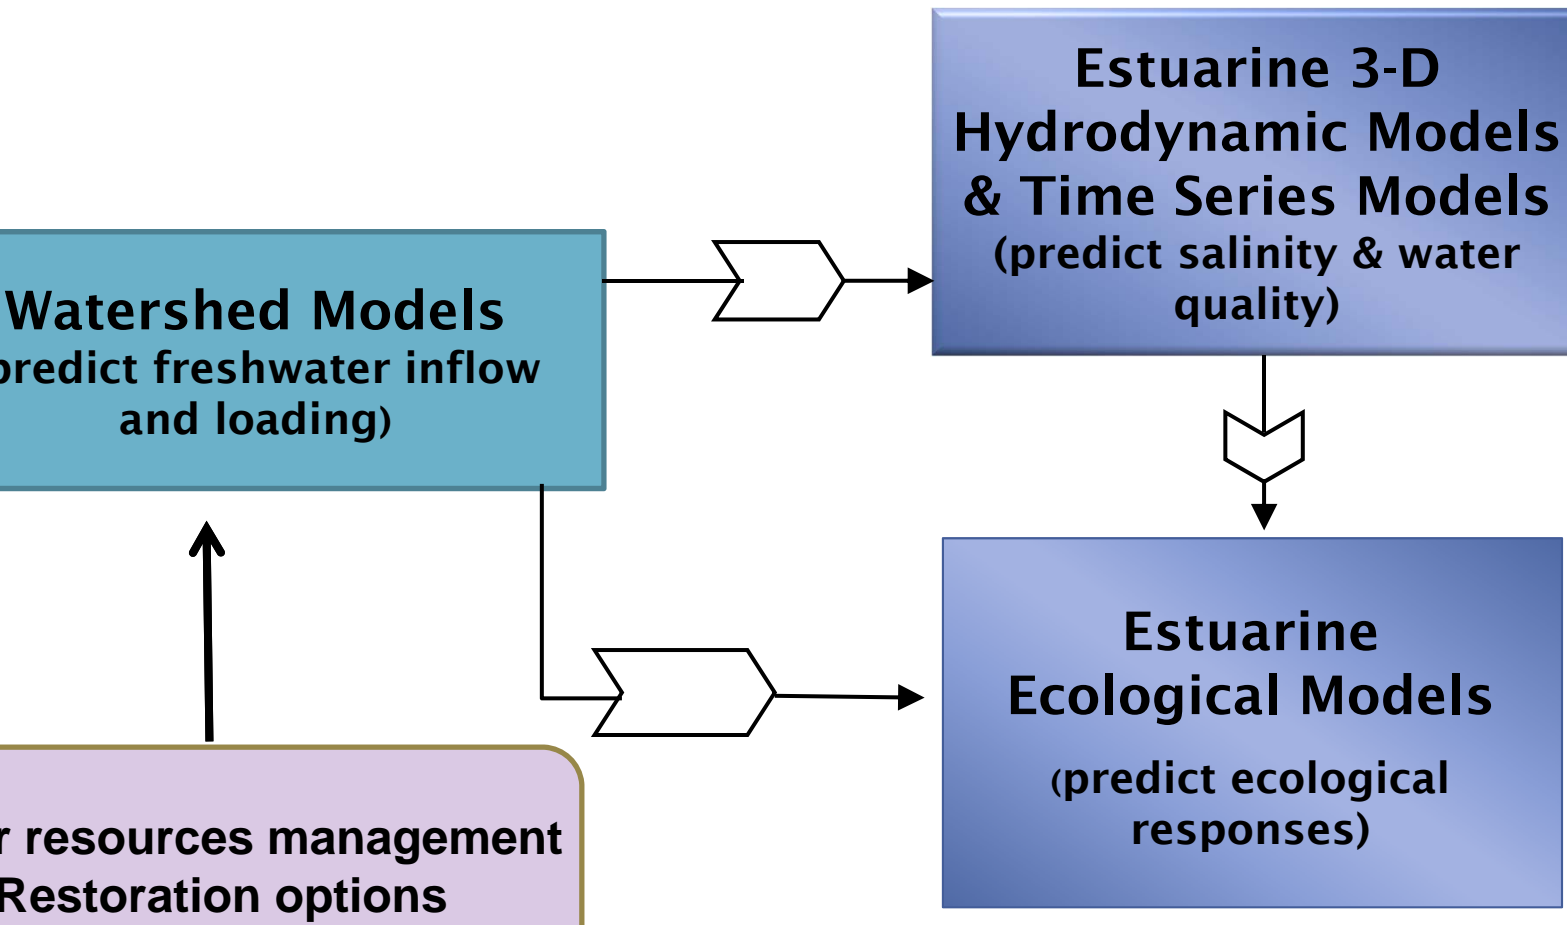 Estuarine 3-D
Hydrodynamic Models
& Time Series Models
(predict salinity & water
quality)
Watershed Models
predict freshwater inflow
and loading)
Estuarine
Ecological Models
(predict ecological
responses)
r resources management
Restoration options